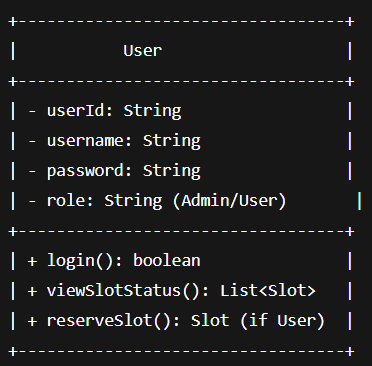 +---------------------------------+
|           User                  |
+---------------------------------+
| - userId: String                |
| - username: String              |
| - password: String              |
| - role: String (Admin/User)       |
+---------------------------------+
| + login(): boolean              |
| + viewSlotStatus(): List<Slot>   |
| + reserveSlot(): Slot (if User)  |
+---------------------------------+